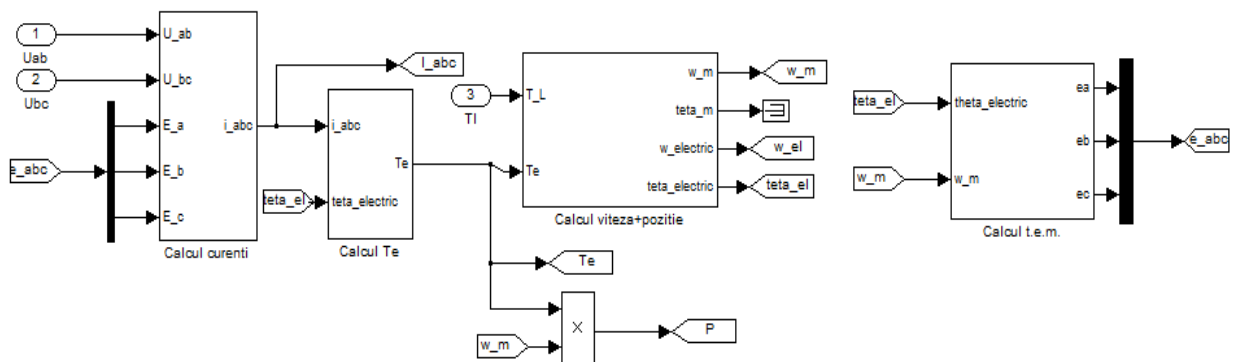 1
Uab
2
Ubc
e_abc
U_ab
U_bc
E_a
E_b
E_c
i_abc
Calcul curenti
I_abc
i_abc
teta_el
teta_electric
Te
Calcul Te
3
Tl
T_L
Te
w_m
teta_m
w_electric
teta_electric
Calcul viteza+pozitie
w_m
w_el
teta_el
Te
w_m
X
P
teta_el
w_m
theta_electric
w_m
ea
eb
ec
Calcul t.e.m.
e_abc